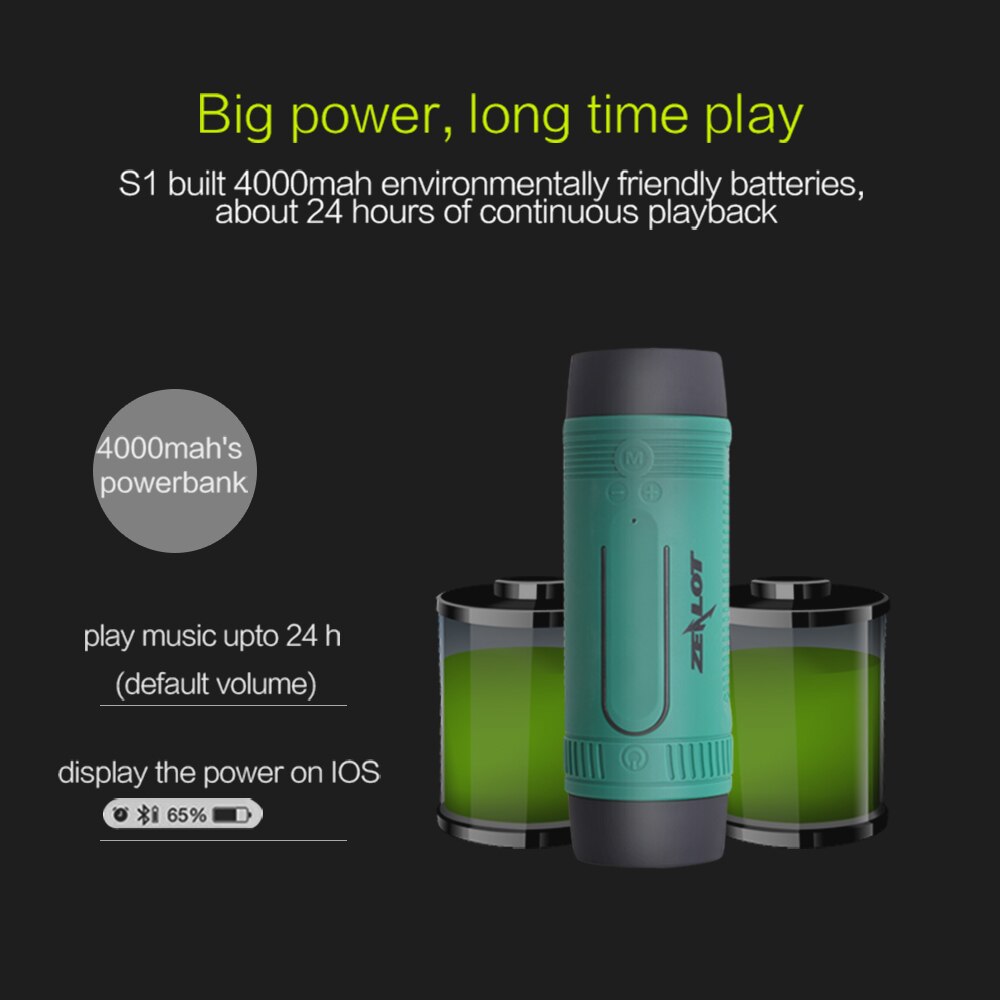 Big power, long time play
S1 built 4000mah environmentally friendly batteries,
about 24 hours of continuous playback
4000mah's
powerbank
M
ZEALOT
play music upto 24 h
(default volume)
display the power on IOS
65%